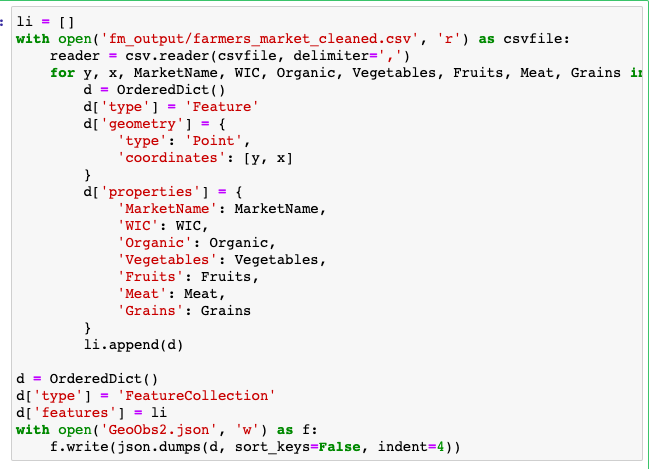 : li = []
with open('fm_output/farmers_market_cleaned.csv', 'r') as csvfile:
    reader = csv.reader(csvfile, delimiter=',')
    for y, x, MarketName, WIC, Organic, Vegetables, Fruits, Meat, Grains in
        d = OrderedDict()
        d['type'] = 'Feature'
        d['geometry'] = {
            'type': 'Point',
            'coordinates': [y, x]
        }
        d['properties'] = {
            'MarketName': MarketName,
            'WIC': WIC,
            'Organic': Organic,
            'Vegetables': Vegetables,
            'Fruits': Fruits,
            'Meat': Meat,
            'Grains': Grains
        }
        li.append(d)

d = OrderedDict()
d['type'] = 'FeatureCollection'
d['features'] = li
with open('GeoObs2.json', 'w') as f:
    f.write(json.dumps(d, sort_keys=False, indent=4))